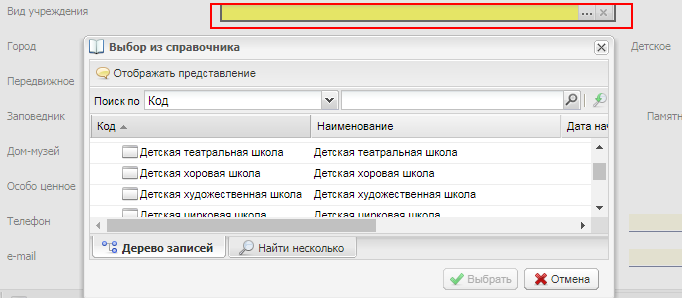 Вид учреждения
...
Город
Выбор из справочника
Детское
Передвижное
Отображать представление
Заповедник
Поиск по Код
Памятн
Код Наименование Дата нач
Дом-музей
Детская театральная школа Детская театральная школа
Детская хоровая школа Детская хоровая школа
Особо ценное
Детская художественная школа Детская художественная школа
Детская цирковая школа Детская цирковая школа
Телефон
Дерево записей Найти несколько
e-mail
Выбрать Отмена